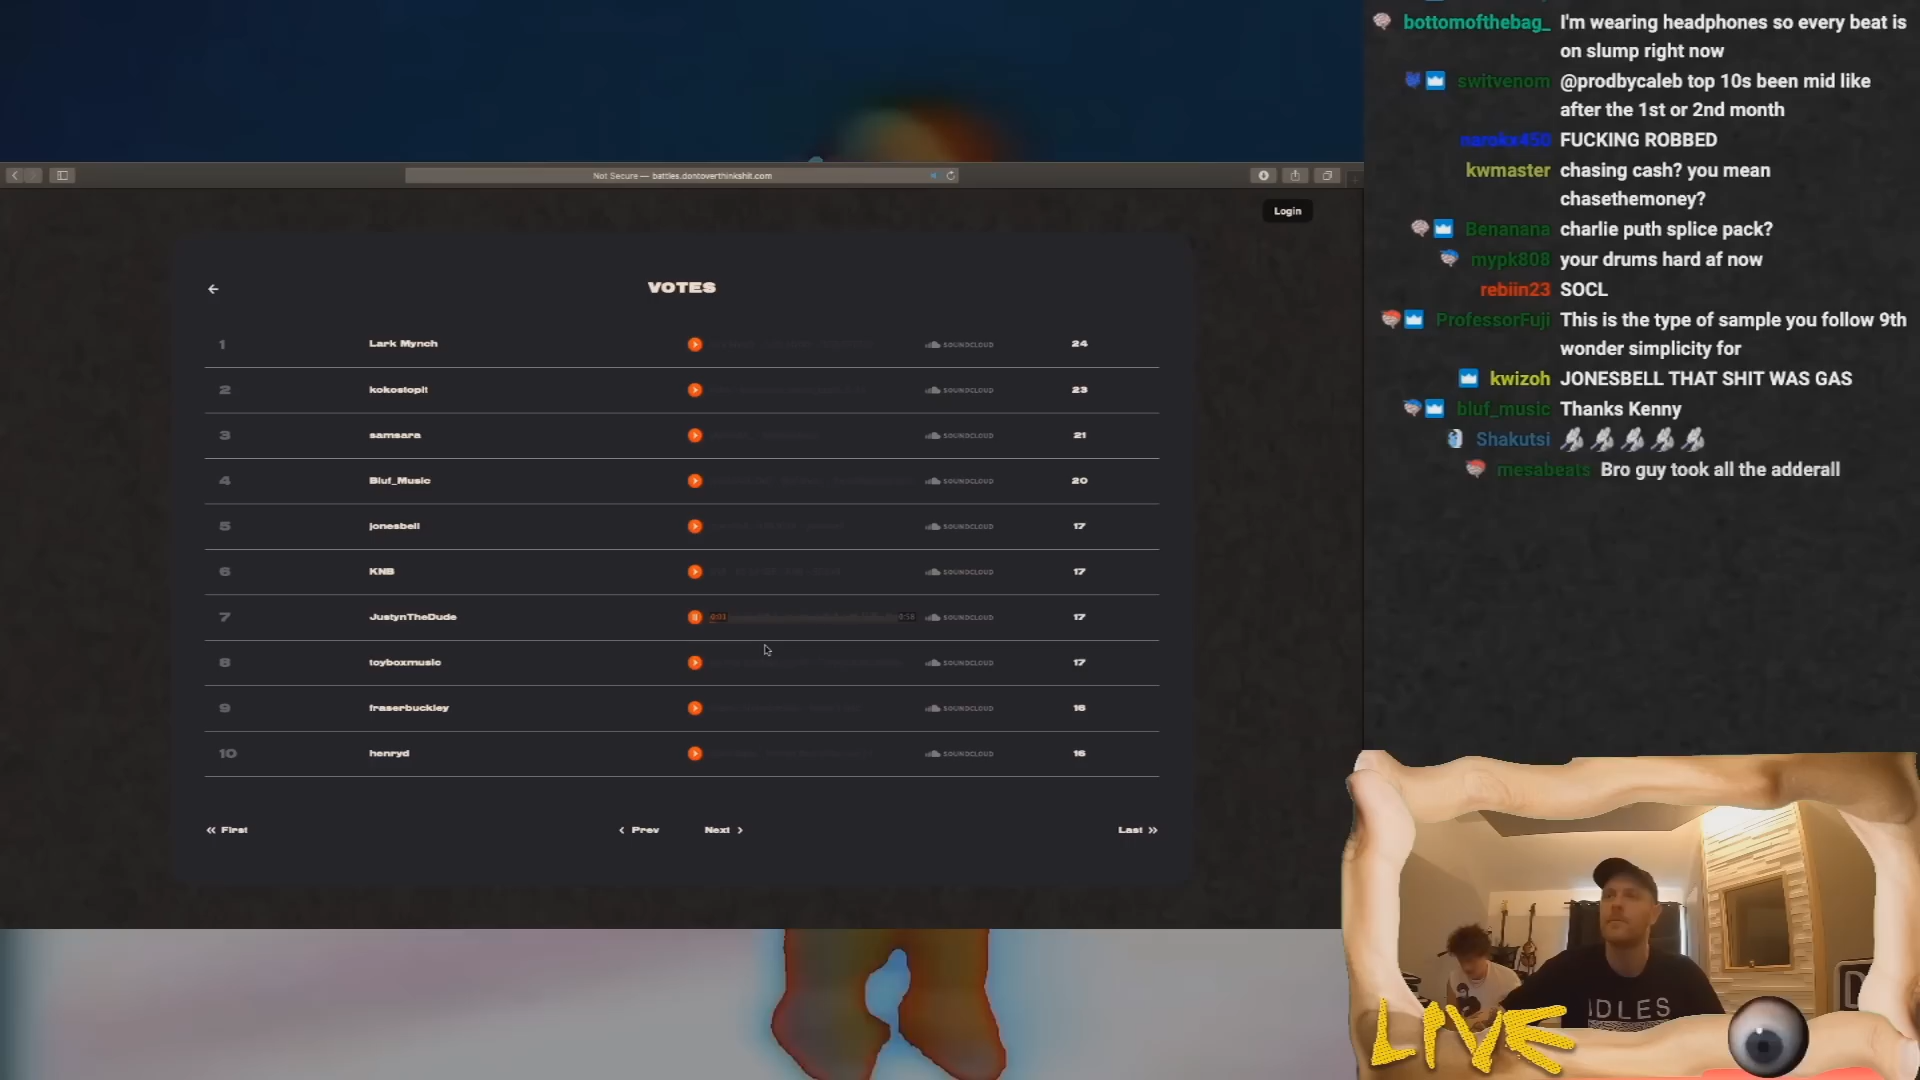 Not Secure — battles.dontoverthinkshit.com
Login
VOTES
1 Lark Mynch SOUNDCLOUD 24
2 kokostopit SOUNDCLOUD 23
3 samsara SOUNDCLOUD 21
4 Bluf_Music SOUNDCLOUD 20
5 jonesbell SOUNDCLOUD 17
6 KNB SOUNDCLOUD 17
7 JustynTheDude 0:01 0:58 SOUNDCLOUD 17
8 toyboxmusic SOUNDCLOUD 17
9 fraserbuckley SOUNDCLOUD 16
10 henryd SOUNDCLOUD 16
First Prev Next Last
bottomofthebag_ I'm wearing headphones so every beat is
on slump right now
switvenom @prodbycaleb top 10s been mid like
after the 1st or 2nd month
narokx450 FUCKING ROBBED
kwmaster chasing cash? you mean
chasethemoney?
Benanana charlie puth splice pack?
mypk808 your drums hard af now
rebiin23 SOCL
ProfessorFuji This is the type of sample you follow 9th
wonder simplicity for
kwizoh JONESBELL THAT SHIT WAS GAS
bluf_music Thanks Kenny
Shakutsi
mesabeats Bro guy took all the adderall
IDLES
LIVE